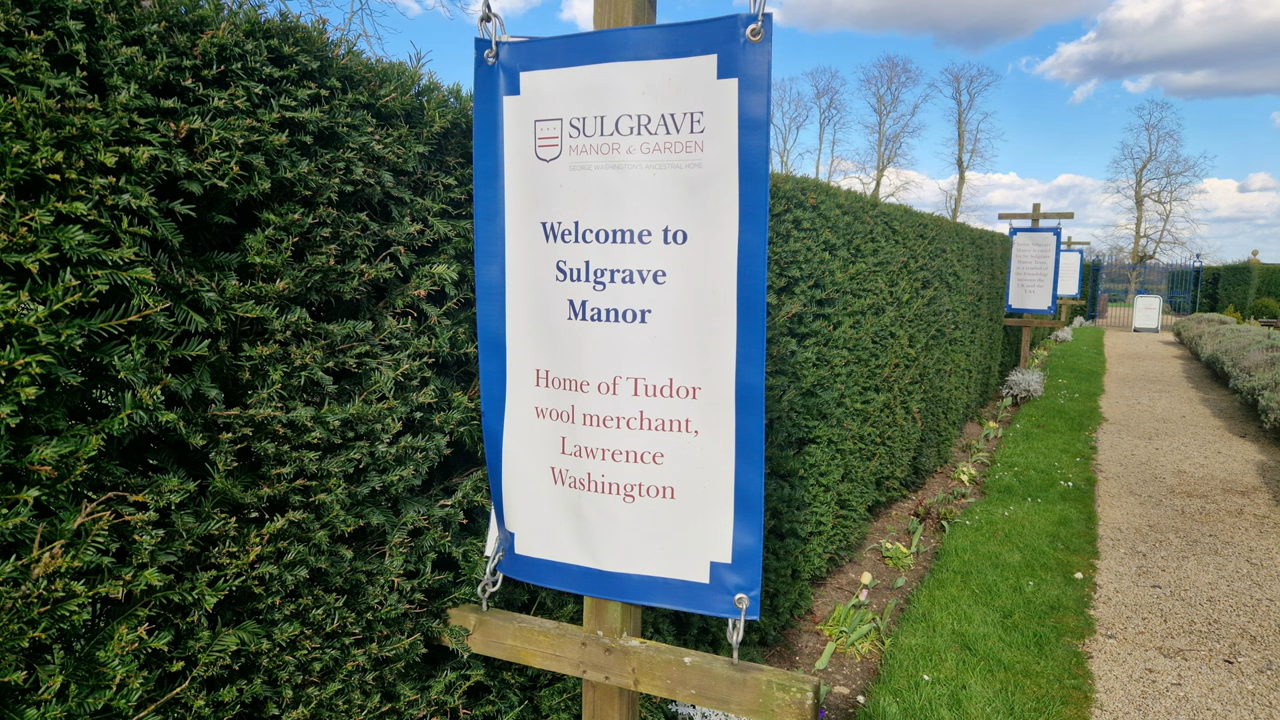 SULGRAVE
MANOR & GARDEN
GEORGE WASHINGTON'S ANCESTRAL HOME
Welcome to
Sulgrave
Manor
Home of Tudor
wool merchant,
Lawrence
Washington